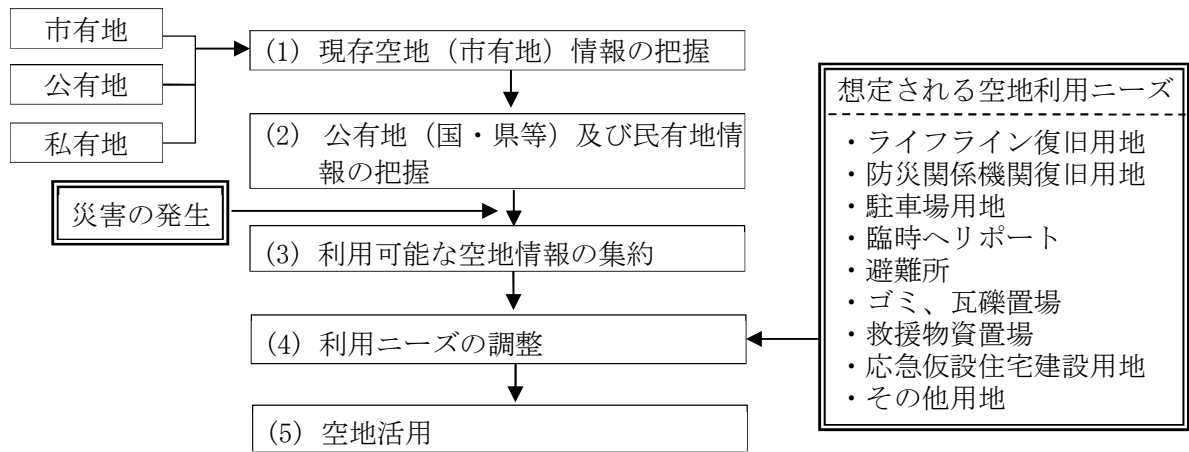 市有地
公有地
私有地
(1) 現存空地（市有地）情報の把握
(2) 公有地（国・県等）及び民有地情
報の把握
災害の発生
(3) 利用可能な空地情報の集約
(4) 利用ニーズの調整
(5) 空地活用
想定される空地利用ニーズ
・ライフライン復旧用地
・防災関係機関復旧用地
・駐車場用地
・臨時ヘリポート
・避難所
・ゴミ、瓦礫置場
・救援物資置場
・応急仮設住宅建設用地
・その他用地